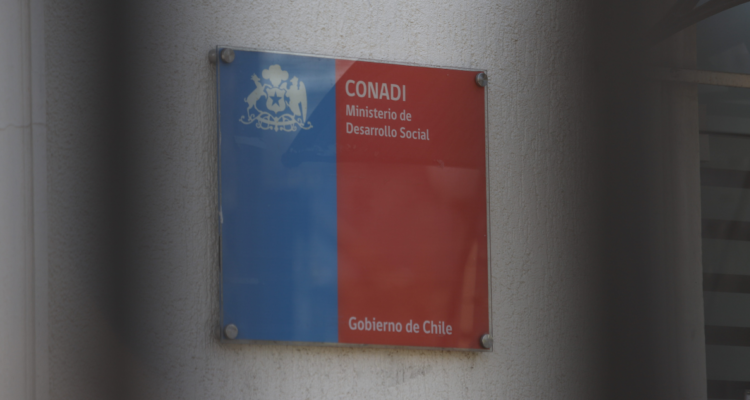 CONADI
Ministerio de
Desarrollo Social
Gobierno de Chile